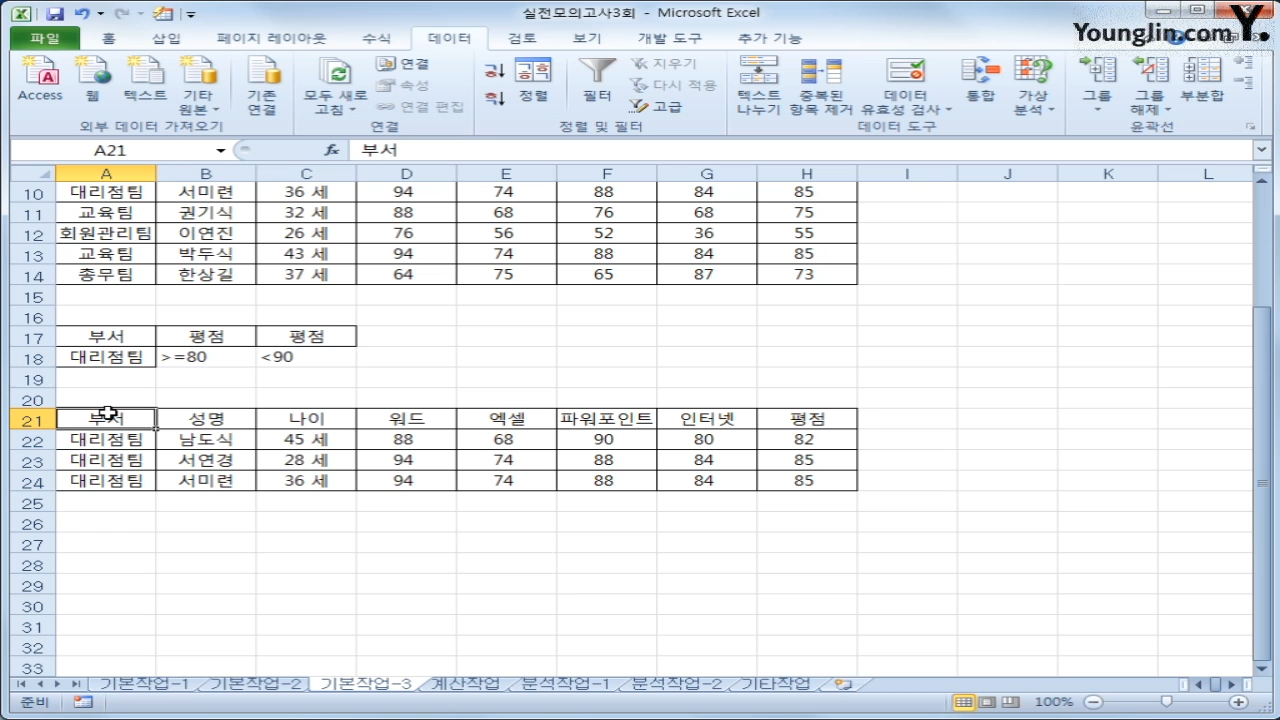 실전모의고사3회 - Microsoft Excel
Youngjin.com Y.
파일 홈 삽입 페이지 레이아웃 수식 데이터 검토 보기 개발 도구 추가 기능
Access 웹 텍스트 기타 원본 기존 연결 모두 새로 고침 연결 속성 연결 편집 정렬 필터 지우기 다시 적용 고급 텍스트 나누기 중복된 항목 제거 데이터 유효성 검사 통합 가상 분석 그룹 그룹 해제 부분합
외부 데이터 가져오기 연결 정렬 및 필터 데이터 도구 윤곽선
A21 fx 부서
A B C D E F G H I J K L
10 대리점팀 서미련 36 세 94 74 88 84 85
11 교육팀 권기식 32 세 88 68 76 68 75
12 회원관리팀 이연진 26 세 76 56 52 36 55
13 교육팀 박두식 43 세 94 74 88 84 85
14 총무팀 한상길 37 세 64 75 65 87 73
15
16
17 부서 평점 평점
18 대리점팀 >=80 <90
19
20
21 부서 성명 나이 워드 엑셀 파워포인트 인터넷 평점
22 대리점팀 남도식 45 세 88 68 90 80 82
23 대리점팀 서연경 28 세 94 74 88 84 85
24 대리점팀 서미련 36 세 94 74 88 84 85
25
26
27
28
29
30
31
32
33
기본작업-1 기본작업-2 기본작업-3 계산작업 분석작업-1 분석작업-2 기타작업
준비 100%